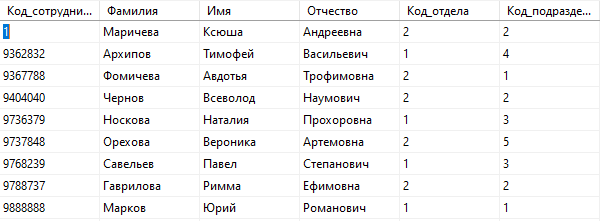 Код_сотрудни... Фамилия Имя Отчество Код_отдела Код_подразде...
1 Маричева Ксюша Андреевна 2 2
9362832 Архипов Тимофей Васильевич 1 4
9367788 Фомичева Авдотья Трофимовна 2 1
9404040 Чернов Всеволод Наумович 2 2
9736379 Носкова Наталия Прохоровна 1 3
9737848 Орехова Вероника Артемовна 2 5
9768239 Савельев Павел Степанович 1 3
9788737 Гаврилова Римма Ефимовна 2 2
9888888 Марков Юрий Романович 1 1